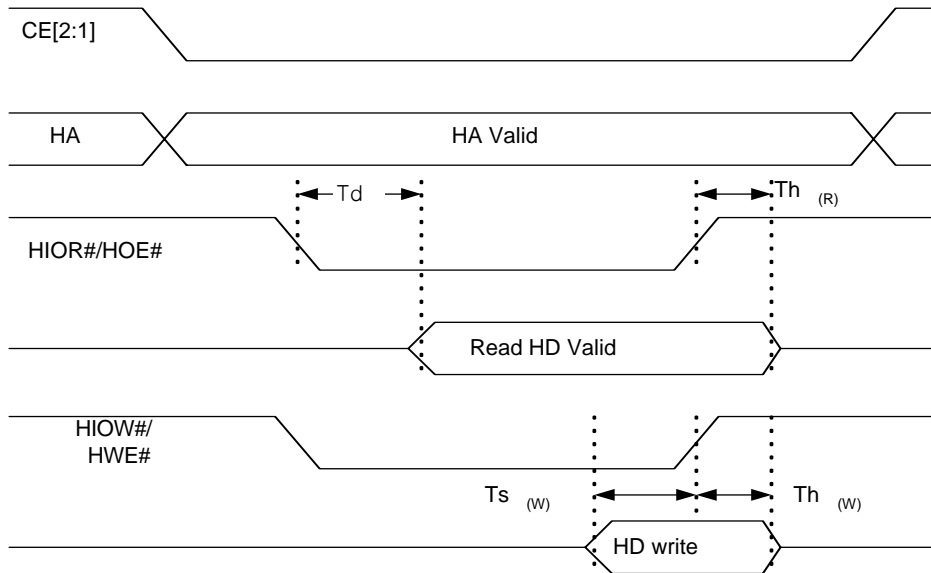 CE[2:1]
HA
HA Valid
Td
Th (R)
HIOR#/HOE#
Read HD Valid
HIOW#/
HWE#
Ts (W)
Th (W)
HD write